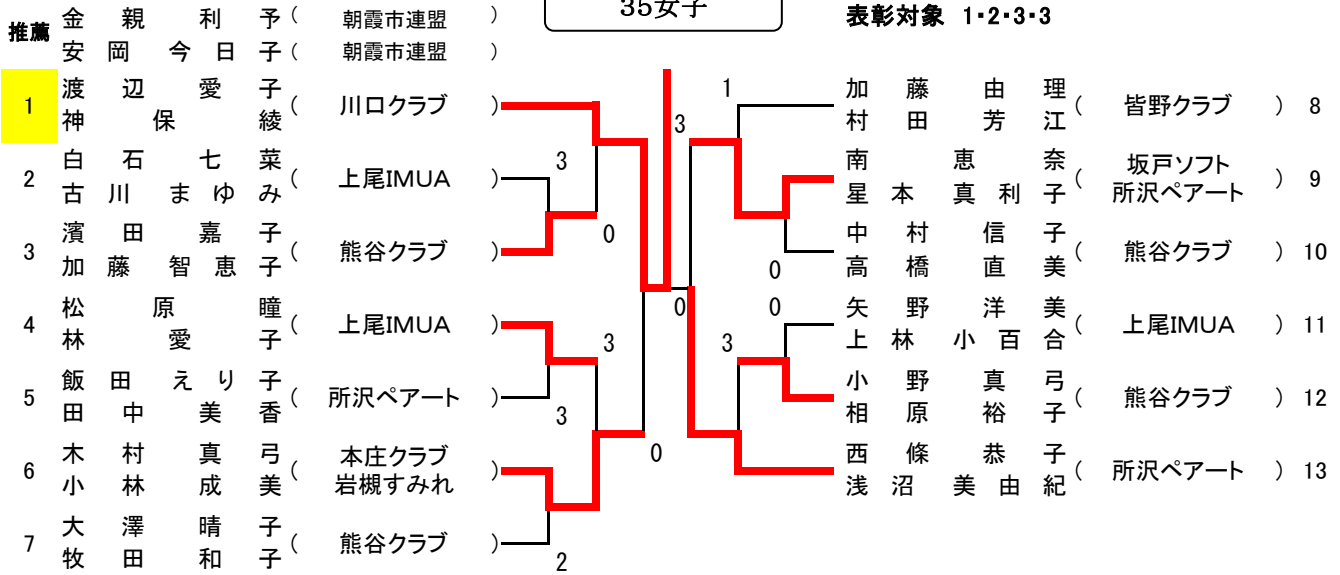 35女子
表彰対象 1・2・3・3
推薦 金親利予 ( 朝霞市連盟 )
安岡今日子 ( 朝霞市連盟 )
1 渡辺愛子 神保綾 ( 川口クラブ )
2 白石七菜 古川まゆみ ( 上尾IMUA )
3 濱田嘉子 加藤智恵子 ( 熊谷クラブ )
4 松原瞳 林愛子 ( 上尾IMUA )
5 飯田えり子 田中美香 ( 所沢ペアート )
6 木村真弓 小林成美 ( 本庄クラブ 岩槻すみれ )
7 大澤晴子 牧田和子 ( 熊谷クラブ )
3
0
3
3
0
2
3
0
1
0
0
3
加藤由理 村田芳江 ( 皆野クラブ ) 8
南恵奈 星本真利子 ( 坂戸ソフト 所沢ペアート ) 9
中村信子 高橋直美 ( 熊谷クラブ ) 10
矢野洋美 上林小百合 ( 上尾IMUA ) 11
小野真弓 相原裕子 ( 熊谷クラブ ) 12
西條恭子 浅沼美由紀 ( 所沢ペアート ) 13